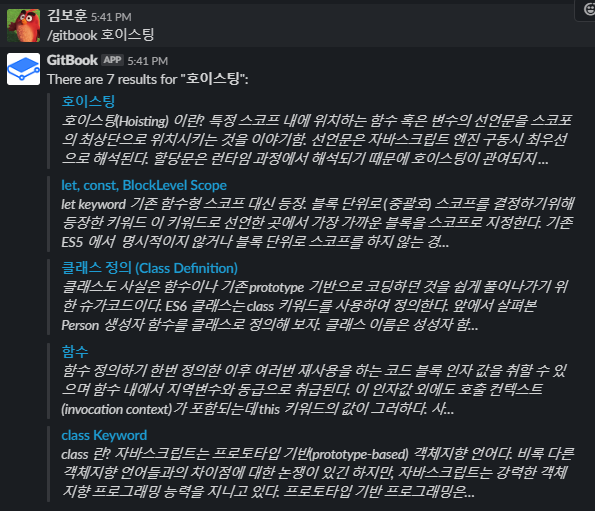 김보훈 5:41 PM
/gitbook 호이스팅
GitBook APP 5:41 PM
There are 7 results for "호이스팅":
호이스팅
호이스팅(Hoisting) 이란? 특정 스코프 내에 위치하는 함수 혹은 변수의 선언문을 스코프
의 최상단으로 위치시키는 것을 이야기함. 선언문은 자바스크립트 엔진 구동시 최우선
으로 해석된다. 할당문은 런타임 과정에서 해석되기 때문에 호이스팅이 관여되지 ...
let, const, BlockLevel Scope
let keyword 기존 함수형 스코프 대신 등장. 블록 단위로 (중괄호) 스코프를 결정하기위해
등장한 키워드 이 키워드로 선언한 곳에서 가장 가까운 블록을 스코프로 지정한다. 기존
ES5 에서 명시적이지 않거나 블록 단위로 스코프를 하지 않는 경...
클래스 정의 (Class Definition)
클래스도 사실은 함수이나 기존 prototype 기반으로 코딩하던 것을 쉽게 풀어나가기 위
한 슈가코드이다. ES6 클래스는 class 키워드를 사용하여 정의한다. 앞에서 살펴본
Person 생성자 함수를 클래스로 정의해 보자. 클래스 이름은 성성자 함...
함수
함수 정의하기 한번 정의한 이후 여러번 재사용을 하는 코드 블록 인자 값을 취할 수 있
으며 함수 내에서 지역변수와 동급으로 취급된다. 이 인자값 외에도 호출 컨텍스트
(invocation context)가 포함되는데 this 키워드의 값이 그러하다. 사...
class Keyword
class 란? 자바스크립트는 프로토타입 기반(prototype-based) 객체지향 언어다. 비록 다른
객체지향 언어들과의 차이점에 대한 논쟁이 있긴 하지만, 자바스크립트는 강력한 객체
지향 프로그래밍 능력을 지니고 있다. 프로토타입 기반 프로그래밍은...